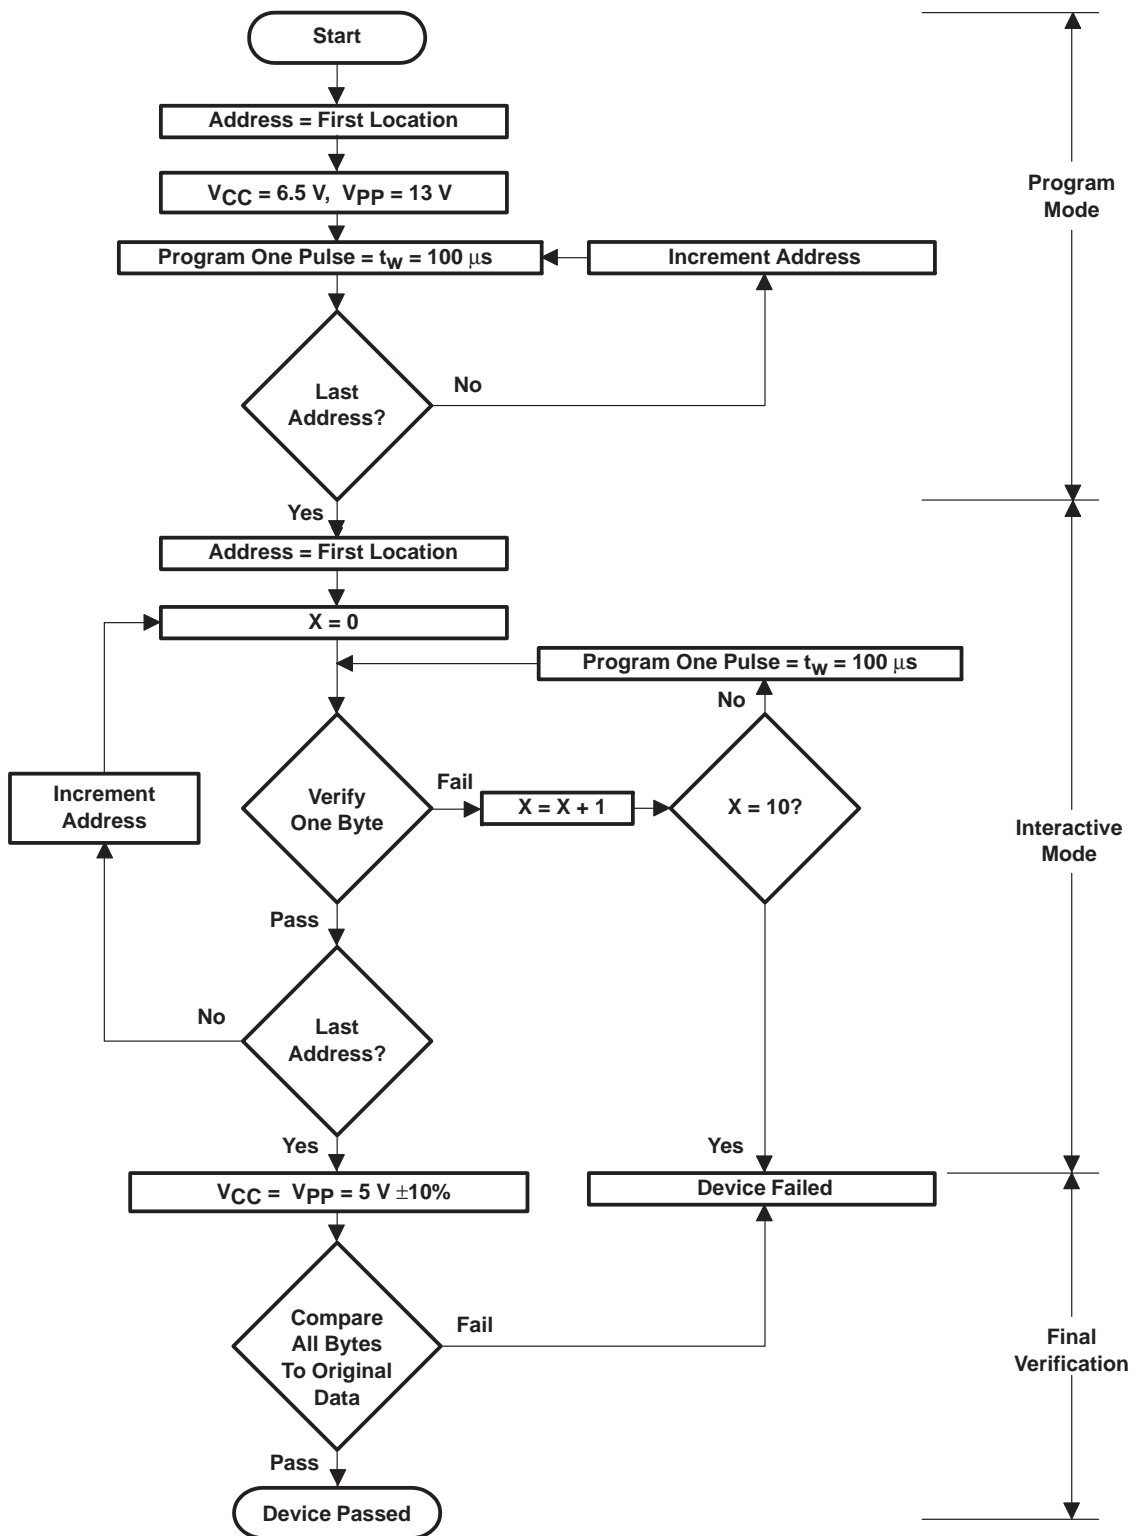 Start
Address = First Location
VCC = 6.5 V, VPP = 13 V
Program
Mode
Program One Pulse = tw = 100 μs
Increment Address
Last
Address?
No
Yes
Address = First Location
X = 0
Program One Pulse = tw = 100 μs
No
Increment
Address
Verify
One Byte
Fail
X = X + 1
X = 10?
Interactive
Mode
Pass
No
Last
Address?
Yes
Yes
VCC = VPP = 5 V ±10%
Device Failed
Compare
All Bytes
To Original
Data
Fail
Final
Verification
Pass
Device Passed